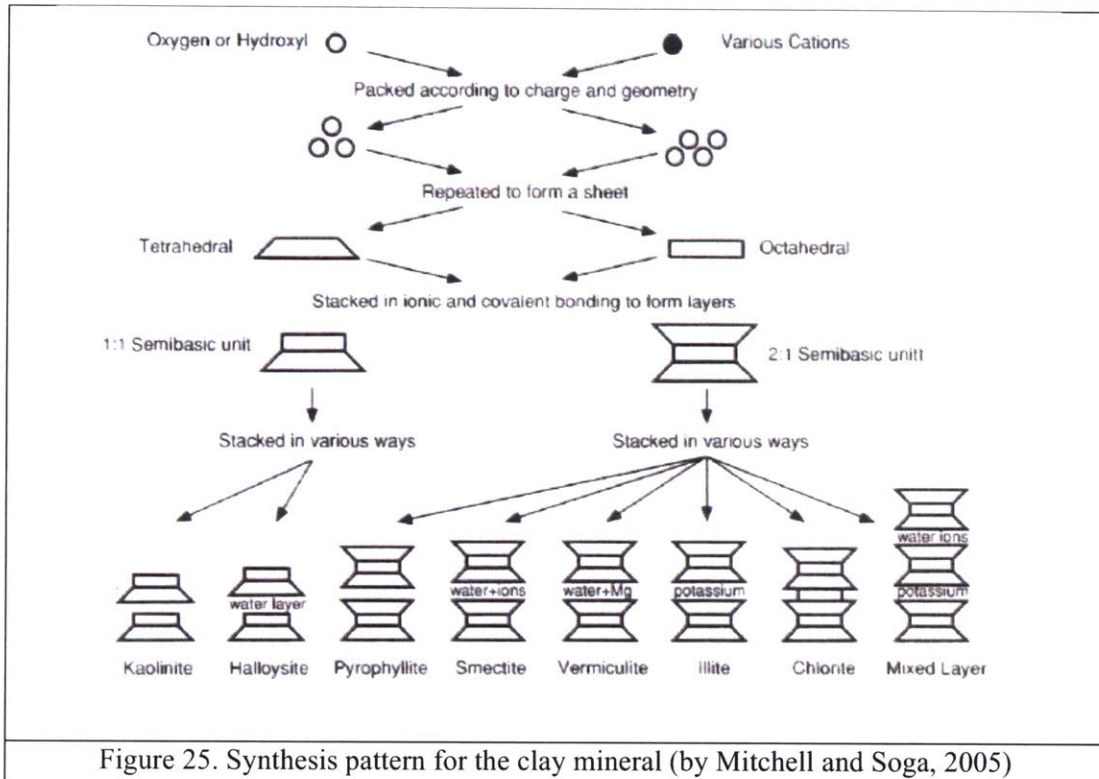 Oxygen or Hydroxyl
Various Cations
Packed according to charge and geometry
Repeated to form a sheet
Tetrahedral
Octahedral
Stacked in ionic and covalent bonding to form layers
1:1 Semibasic unit
2:1 Semibasic unitl
Stacked in various ways
Stacked in various ways
water ions
water layer
water+ions
water+Mg
potassium
potassium
Kaolinite
Halloysite
Pyrophyllite
Smectite
Vermiculite
Illite
Chlorite
Mixed Layer
Figure 25. Synthesis pattern for the clay mineral (by Mitchell and Soga, 2005)